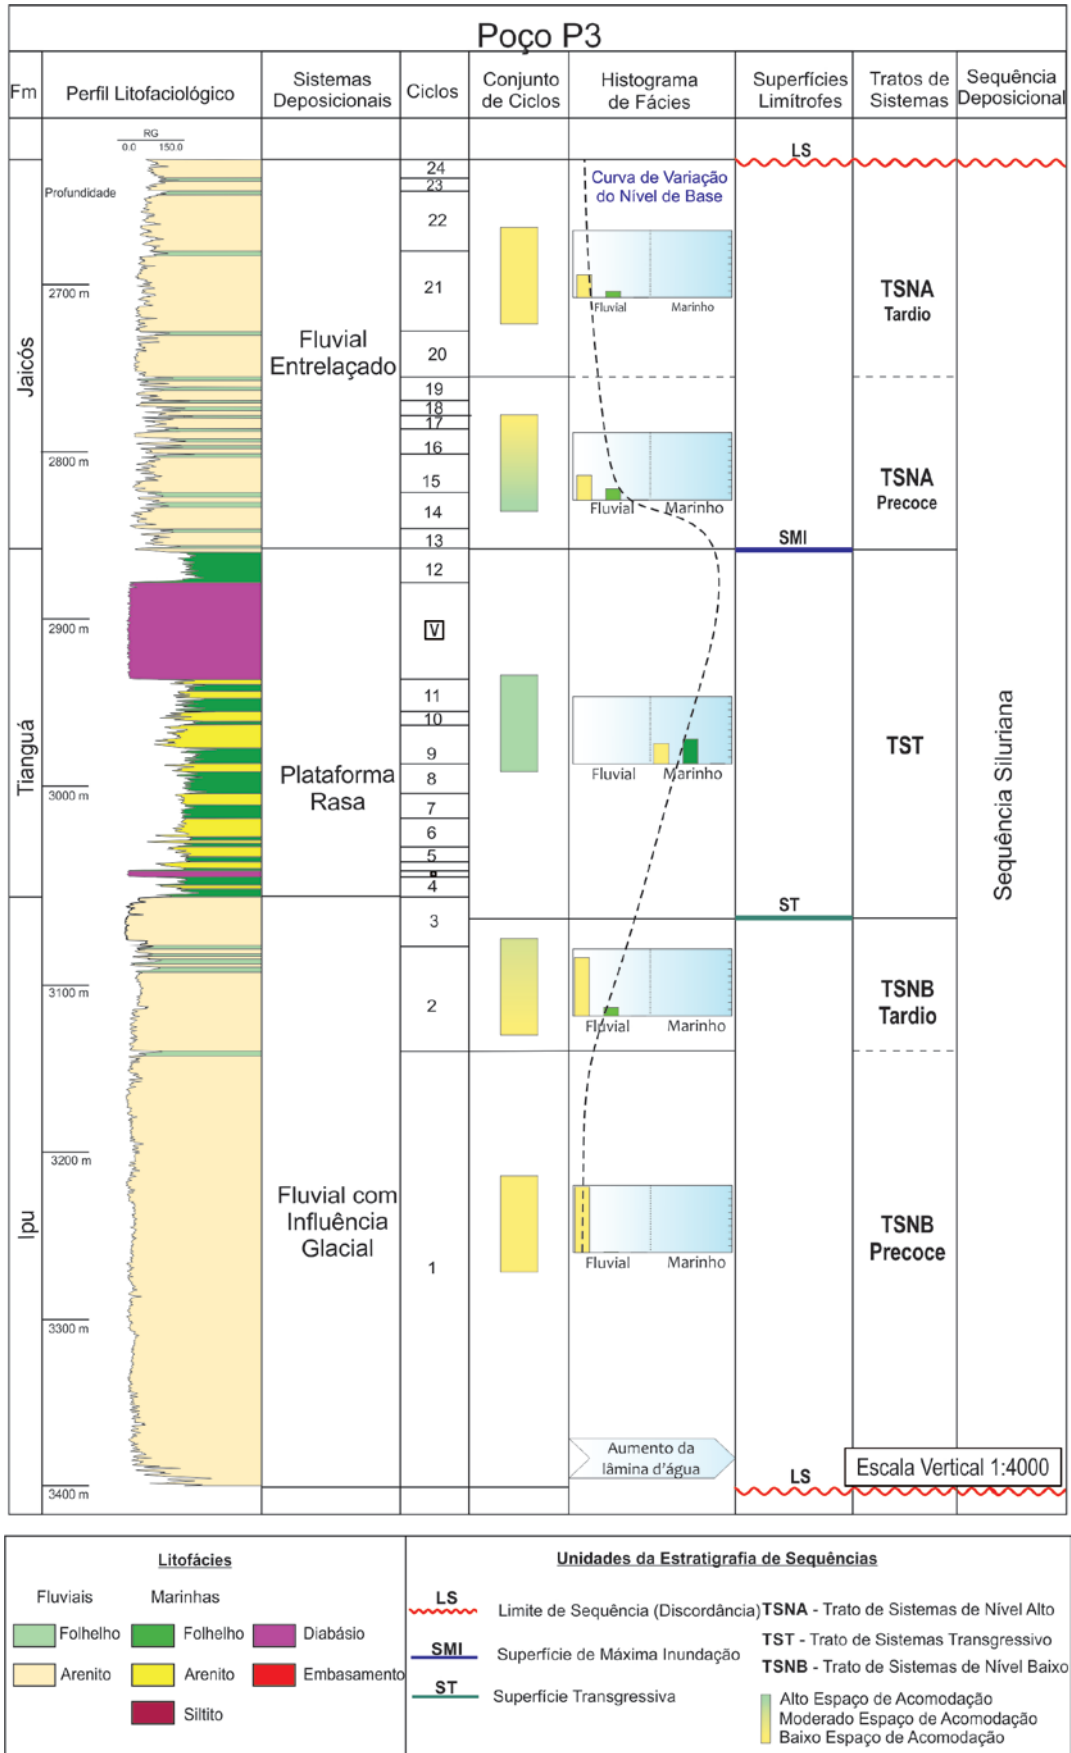 Poço P3
Fm
Perfil Litofaciológico
Sistemas
Deposicionais
Ciclos
Conjunto
de Ciclos
Histograma
de Fácies
Superfícies
Limítrofes
Tratos de
Sistemas
Sequência
Deposicional
RG
0.0 150.0
Profundidade
2700 m
2800 m
2900 m
3000 m
3100 m
3200 m
3300 m
3400 m
Jaicós
Tianguá
Ipu
Fluvial
Entrelaçado
Plataforma
Rasa
Fluvial com
Influência
Glacial
24
23
22
21
20
19
18
17
16
15
14
13
12
V
11
10
9
8
7
6
5
4
3
2
1
Curva de Variação
do Nível de Base
Fluvial Marinho
Fluvial Marinho
Fluvial Marinho
Fluvial Marinho
Fluvial Marinho
Aumento da
lâmina d'água
LS
SMI
ST
LS
TSNA
Tardio
TSNA
Precoce
TST
TSNB
Tardio
TSNB
Precoce
Sequência Siluriana
Escala Vertical 1:4000
Litofácies
Fluviais Marinhas
Folhelho Folhelho Diabásio
Arenito Arenito Embasamento
Siltito
Unidades da Estratigrafia de Sequências
LS Limite de Sequência (Discordância)
SMI Superfície de Máxima Inundação
ST Superfície Transgressiva
TSNA - Trato de Sistemas de Nível Alto
TST - Trato de Sistemas Transgressivo
TSNB - Trato de Sistemas de Nível Baixo
Alto Espaço de Acomodação
Moderado Espaço de Acomodação
Baixo Espaço de Acomodação